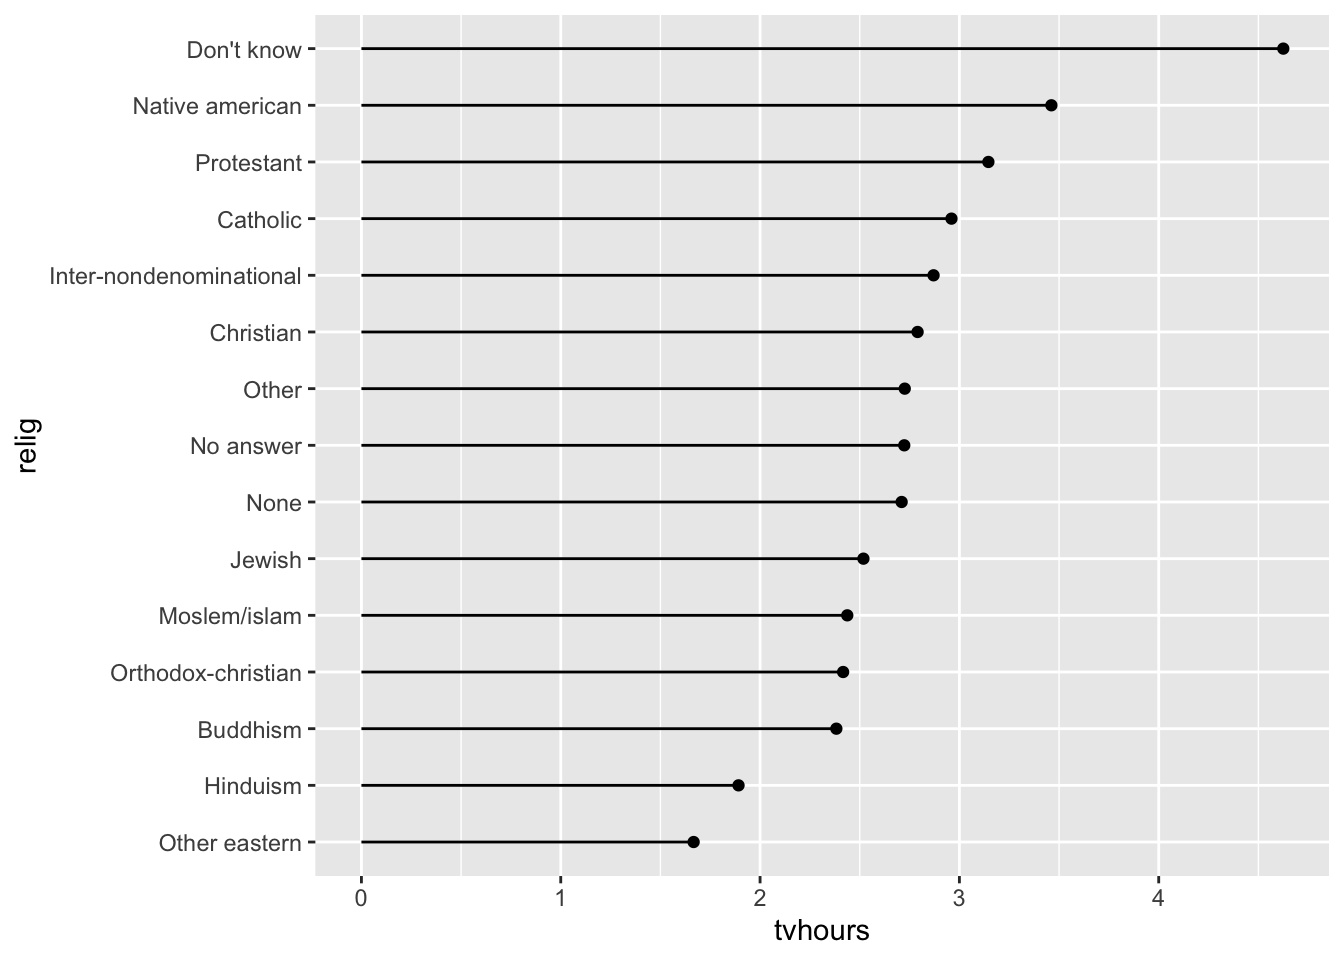 Don't know
Native american
Protestant
Catholic
Inter-nondenominational
Christian
Other
No answer
None
Jewish
Moslem/islam
Orthodox-christian
Buddhism
Hinduism
Other eastern
relig
0 1 2 3 4
tvhours